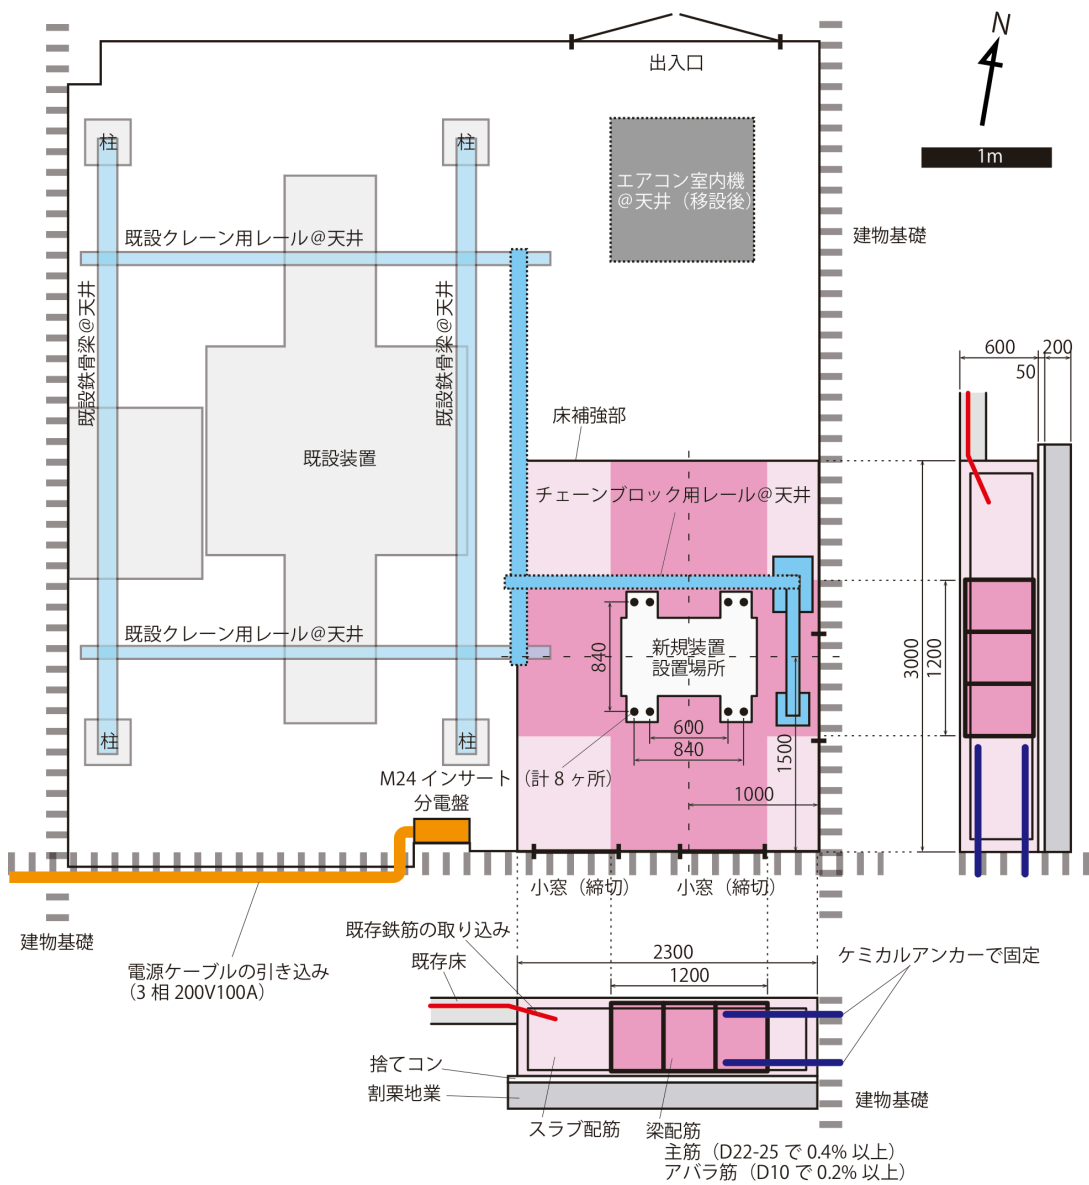 出入口
N
1m
柱
柱
エアコン室内機
@天井（移設後）
既設クレーン用レール@天井
建物基礎
既設鉄骨梁@天井
既設鉄骨梁@天井
600
200
50
床補強部
既設装置
チェーンブロック用レール@天井
既設クレーン用レール@天井
新規装置
設置場所
840
3000
1200
600
840
1500
柱
柱
M24 インサート（計 8 ヶ所）
分電盤
1000
小窓（締切）
小窓（締切）
建物基礎
既存鉄筋の取り込み
既存床
2300
1200
ケミカルアンカーで固定
電源ケーブルの引き込み
（3 相 200V100A）
捨てコン
割栗地業
建物基礎
スラブ配筋
梁配筋
主筋（D22-25 で 0.4% 以上）
アバラ筋（D10 で 0.2% 以上）